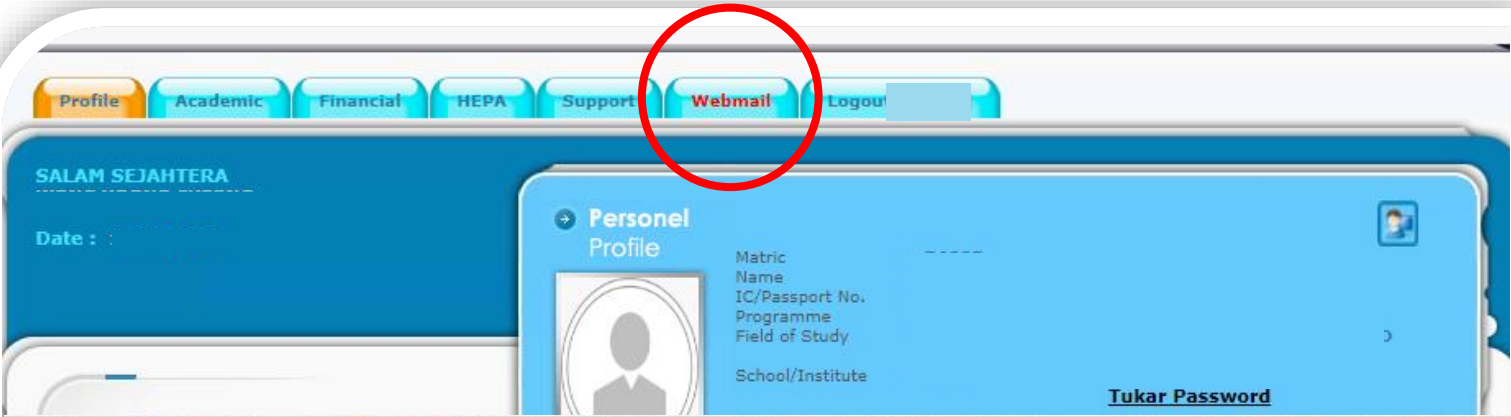 Profile Academic Financial HEPA Support Webmail Logout
SALAM SEJAHTERA
Date :
Personel
Profile
Matric
Name
IC/Passport No.
Programme
Field of Study
School/Institute
Tukar Password